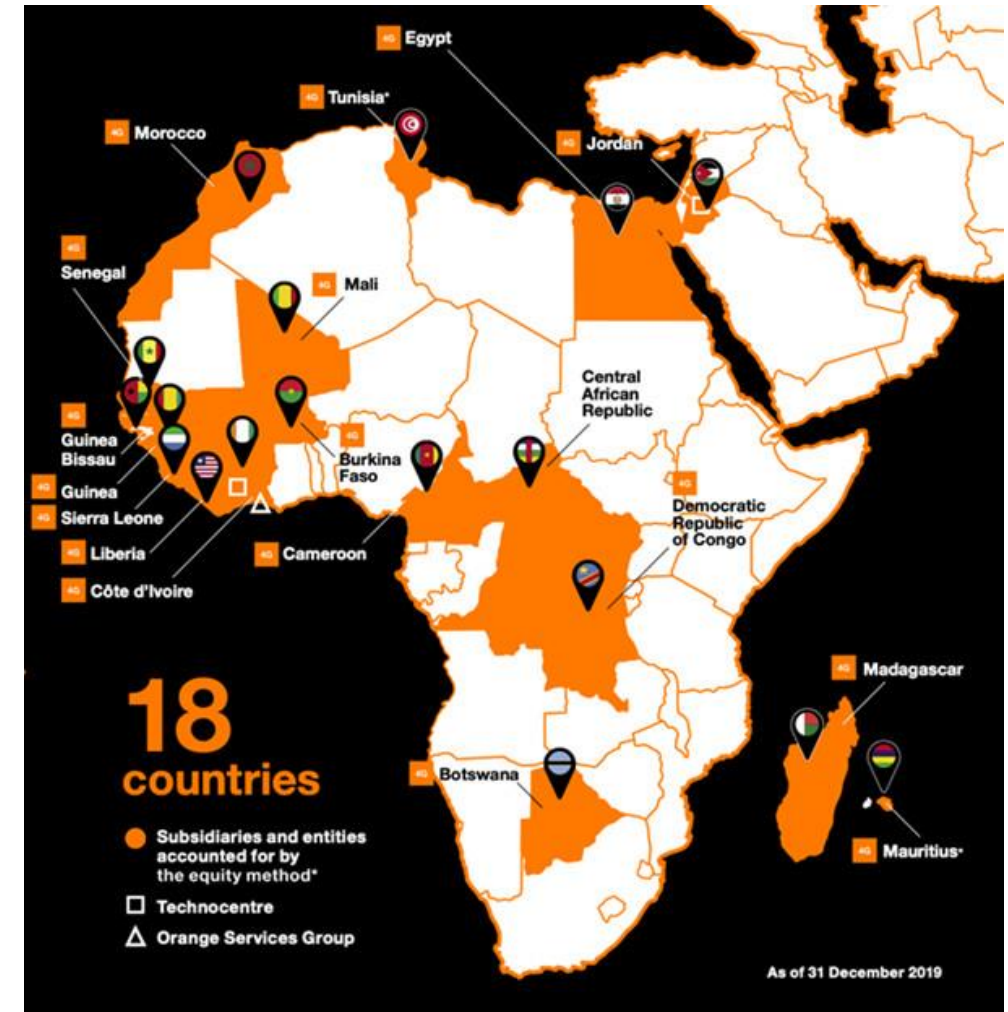 4G Egypt
4G Tunisia*
4G Morocco
4G Jordan
4G
Senegal
4G Mali
Central
African
Republic
4G
Guinea
Bissau
4G
Burkina
Faso
4G Guinea
4G
Democratic
Republic
of Congo
4G Sierra Leone
4G Liberia
4G Cameroon
4G Côte d'Ivoire
4G Madagascar
18
countries
4G Botswana
Subsidiaries and entities
accounted for by
the equity method*
4G Mauritius*
Technocentre
Orange Services Group
As of 31 December 2019